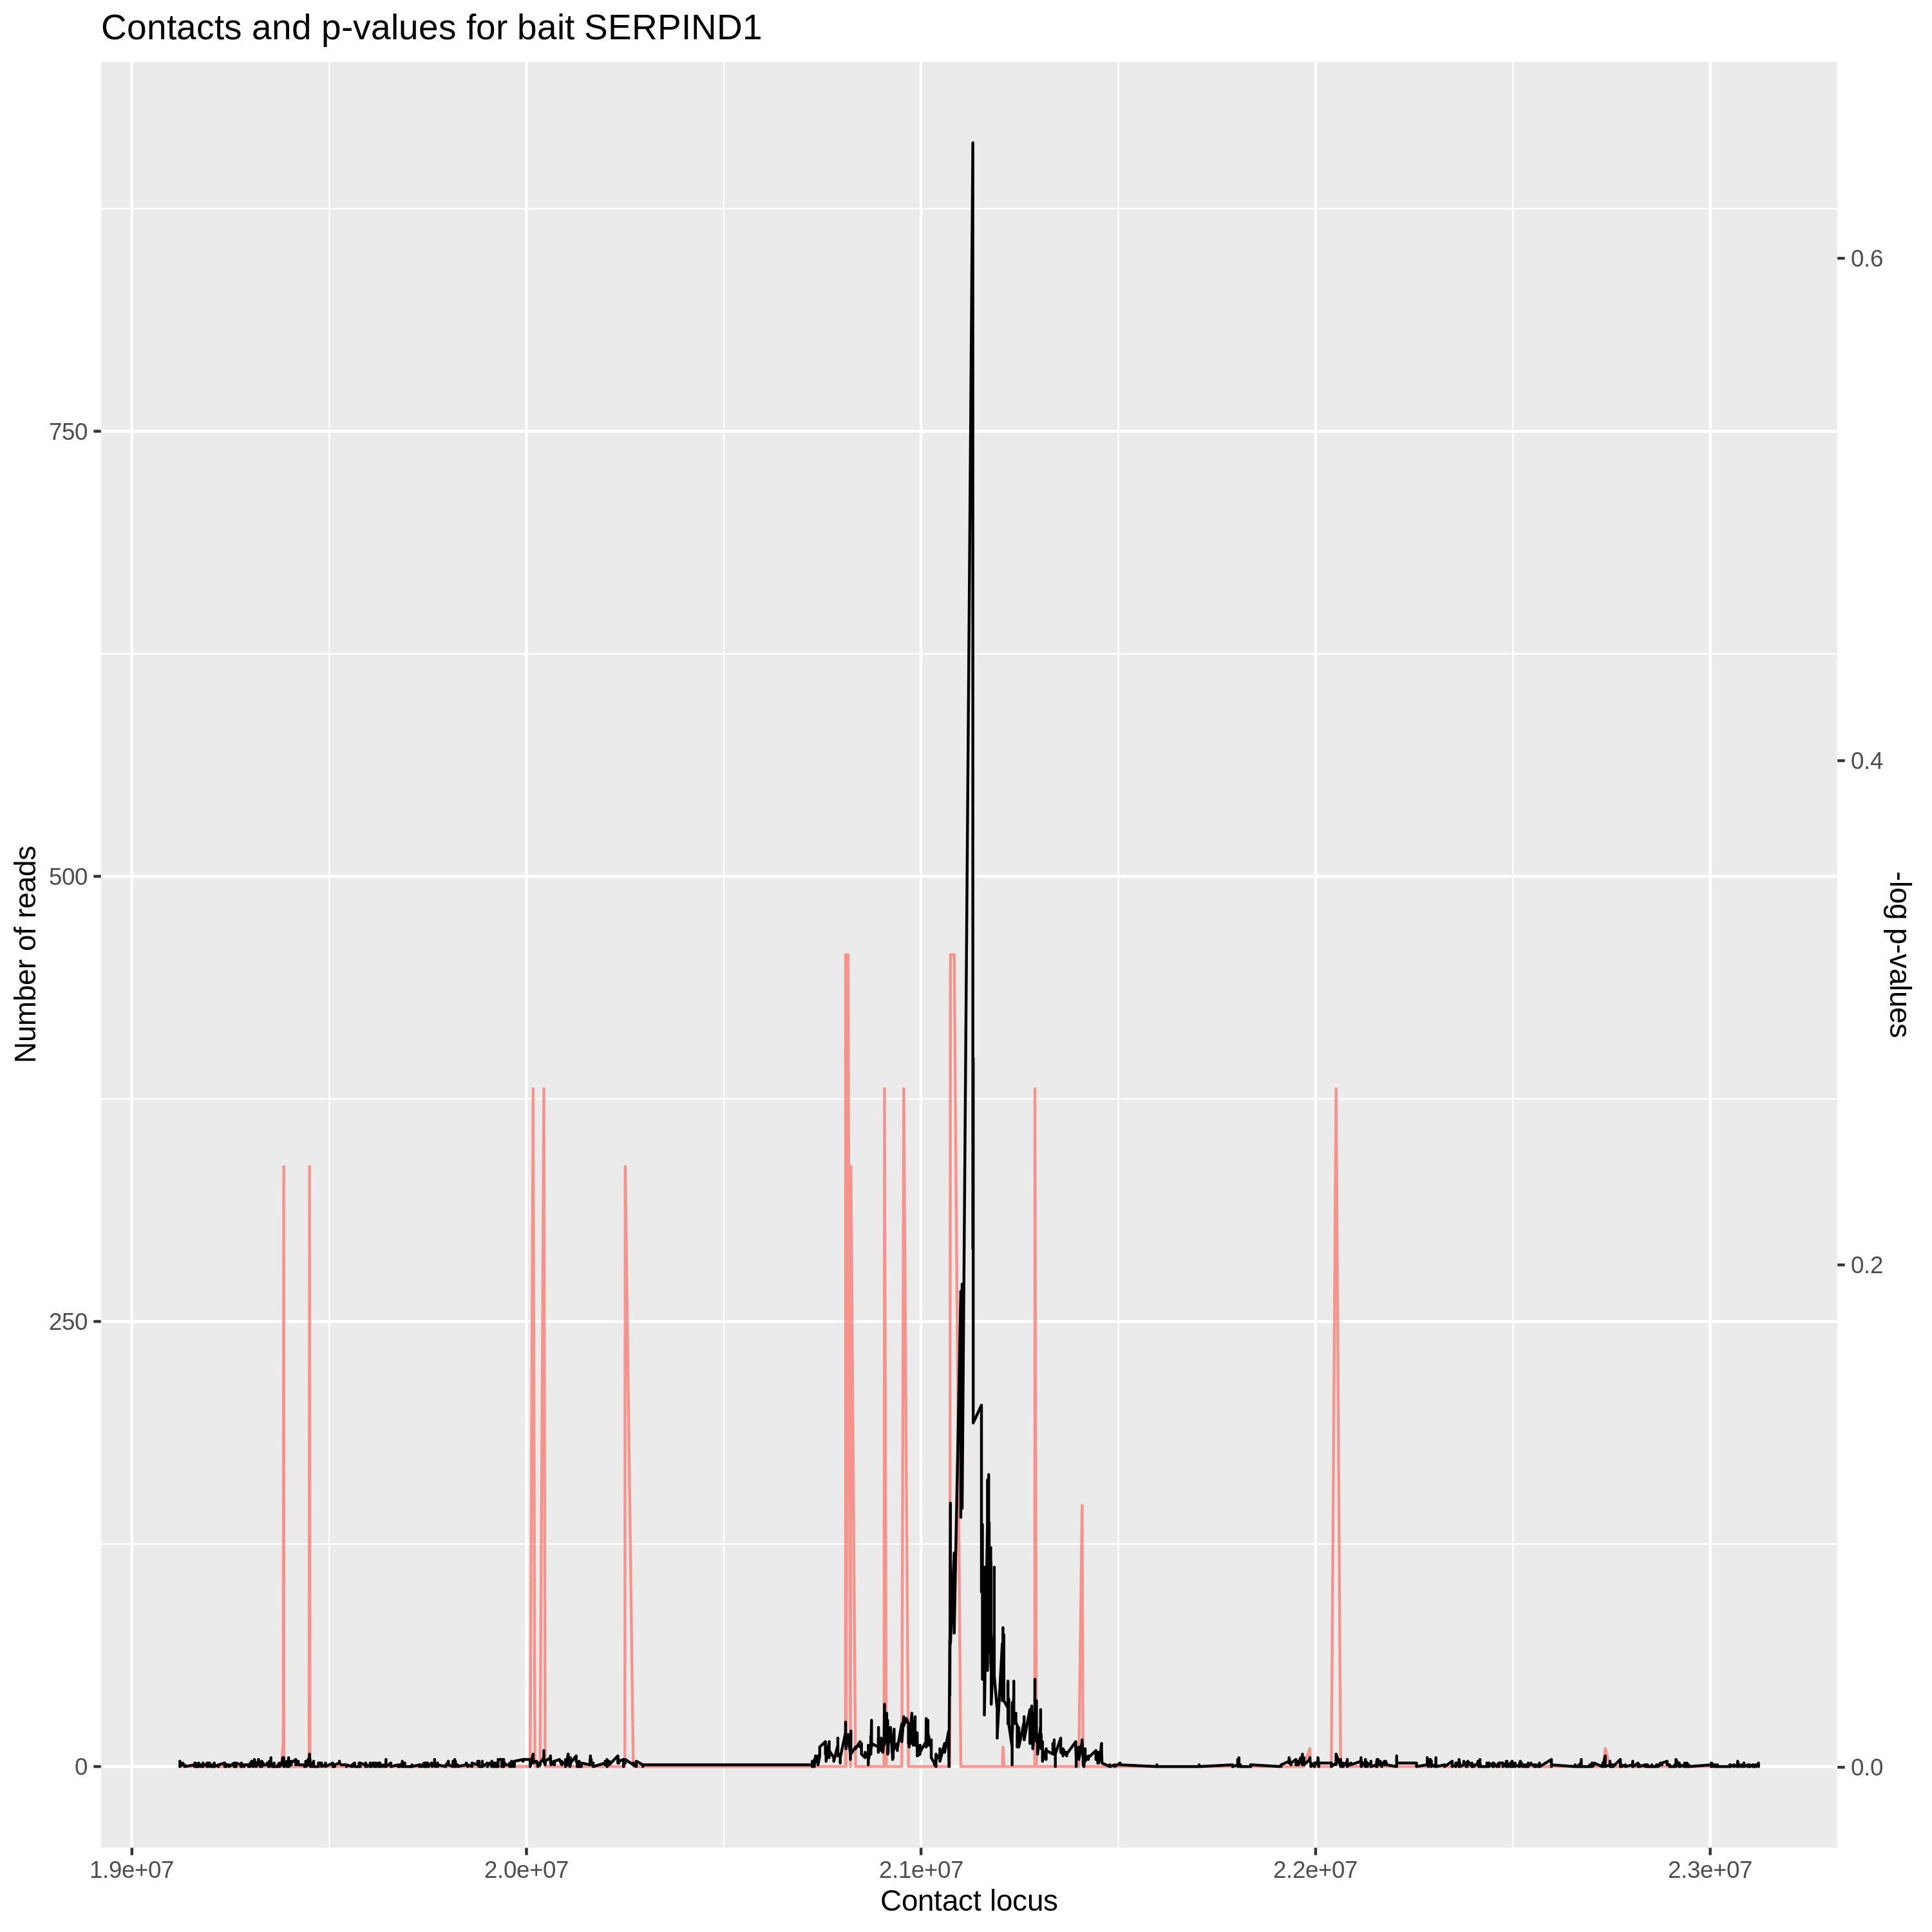 Contacts and p-values for bait SERPIND1
Number of reads
750
500
250
0
0.6
0.4
0.2
0.0
-log p-values
1.9e+07
2.0e+07
2.1e+07
2.2e+07
2.3e+07
Contact locus